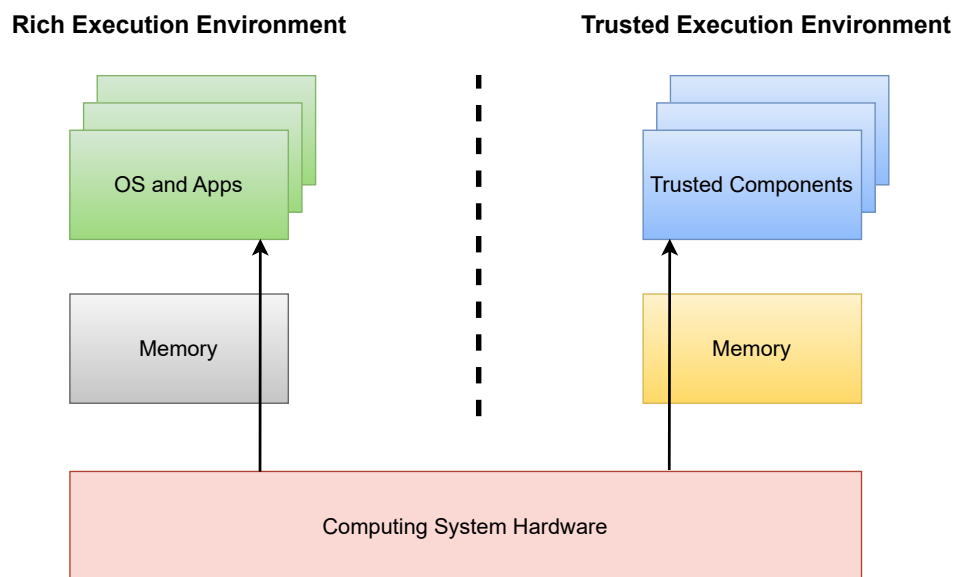 Rich Execution Environment
Trusted Execution Environment
OS and Apps
Trusted Components
Memory
Memory
Computing System Hardware